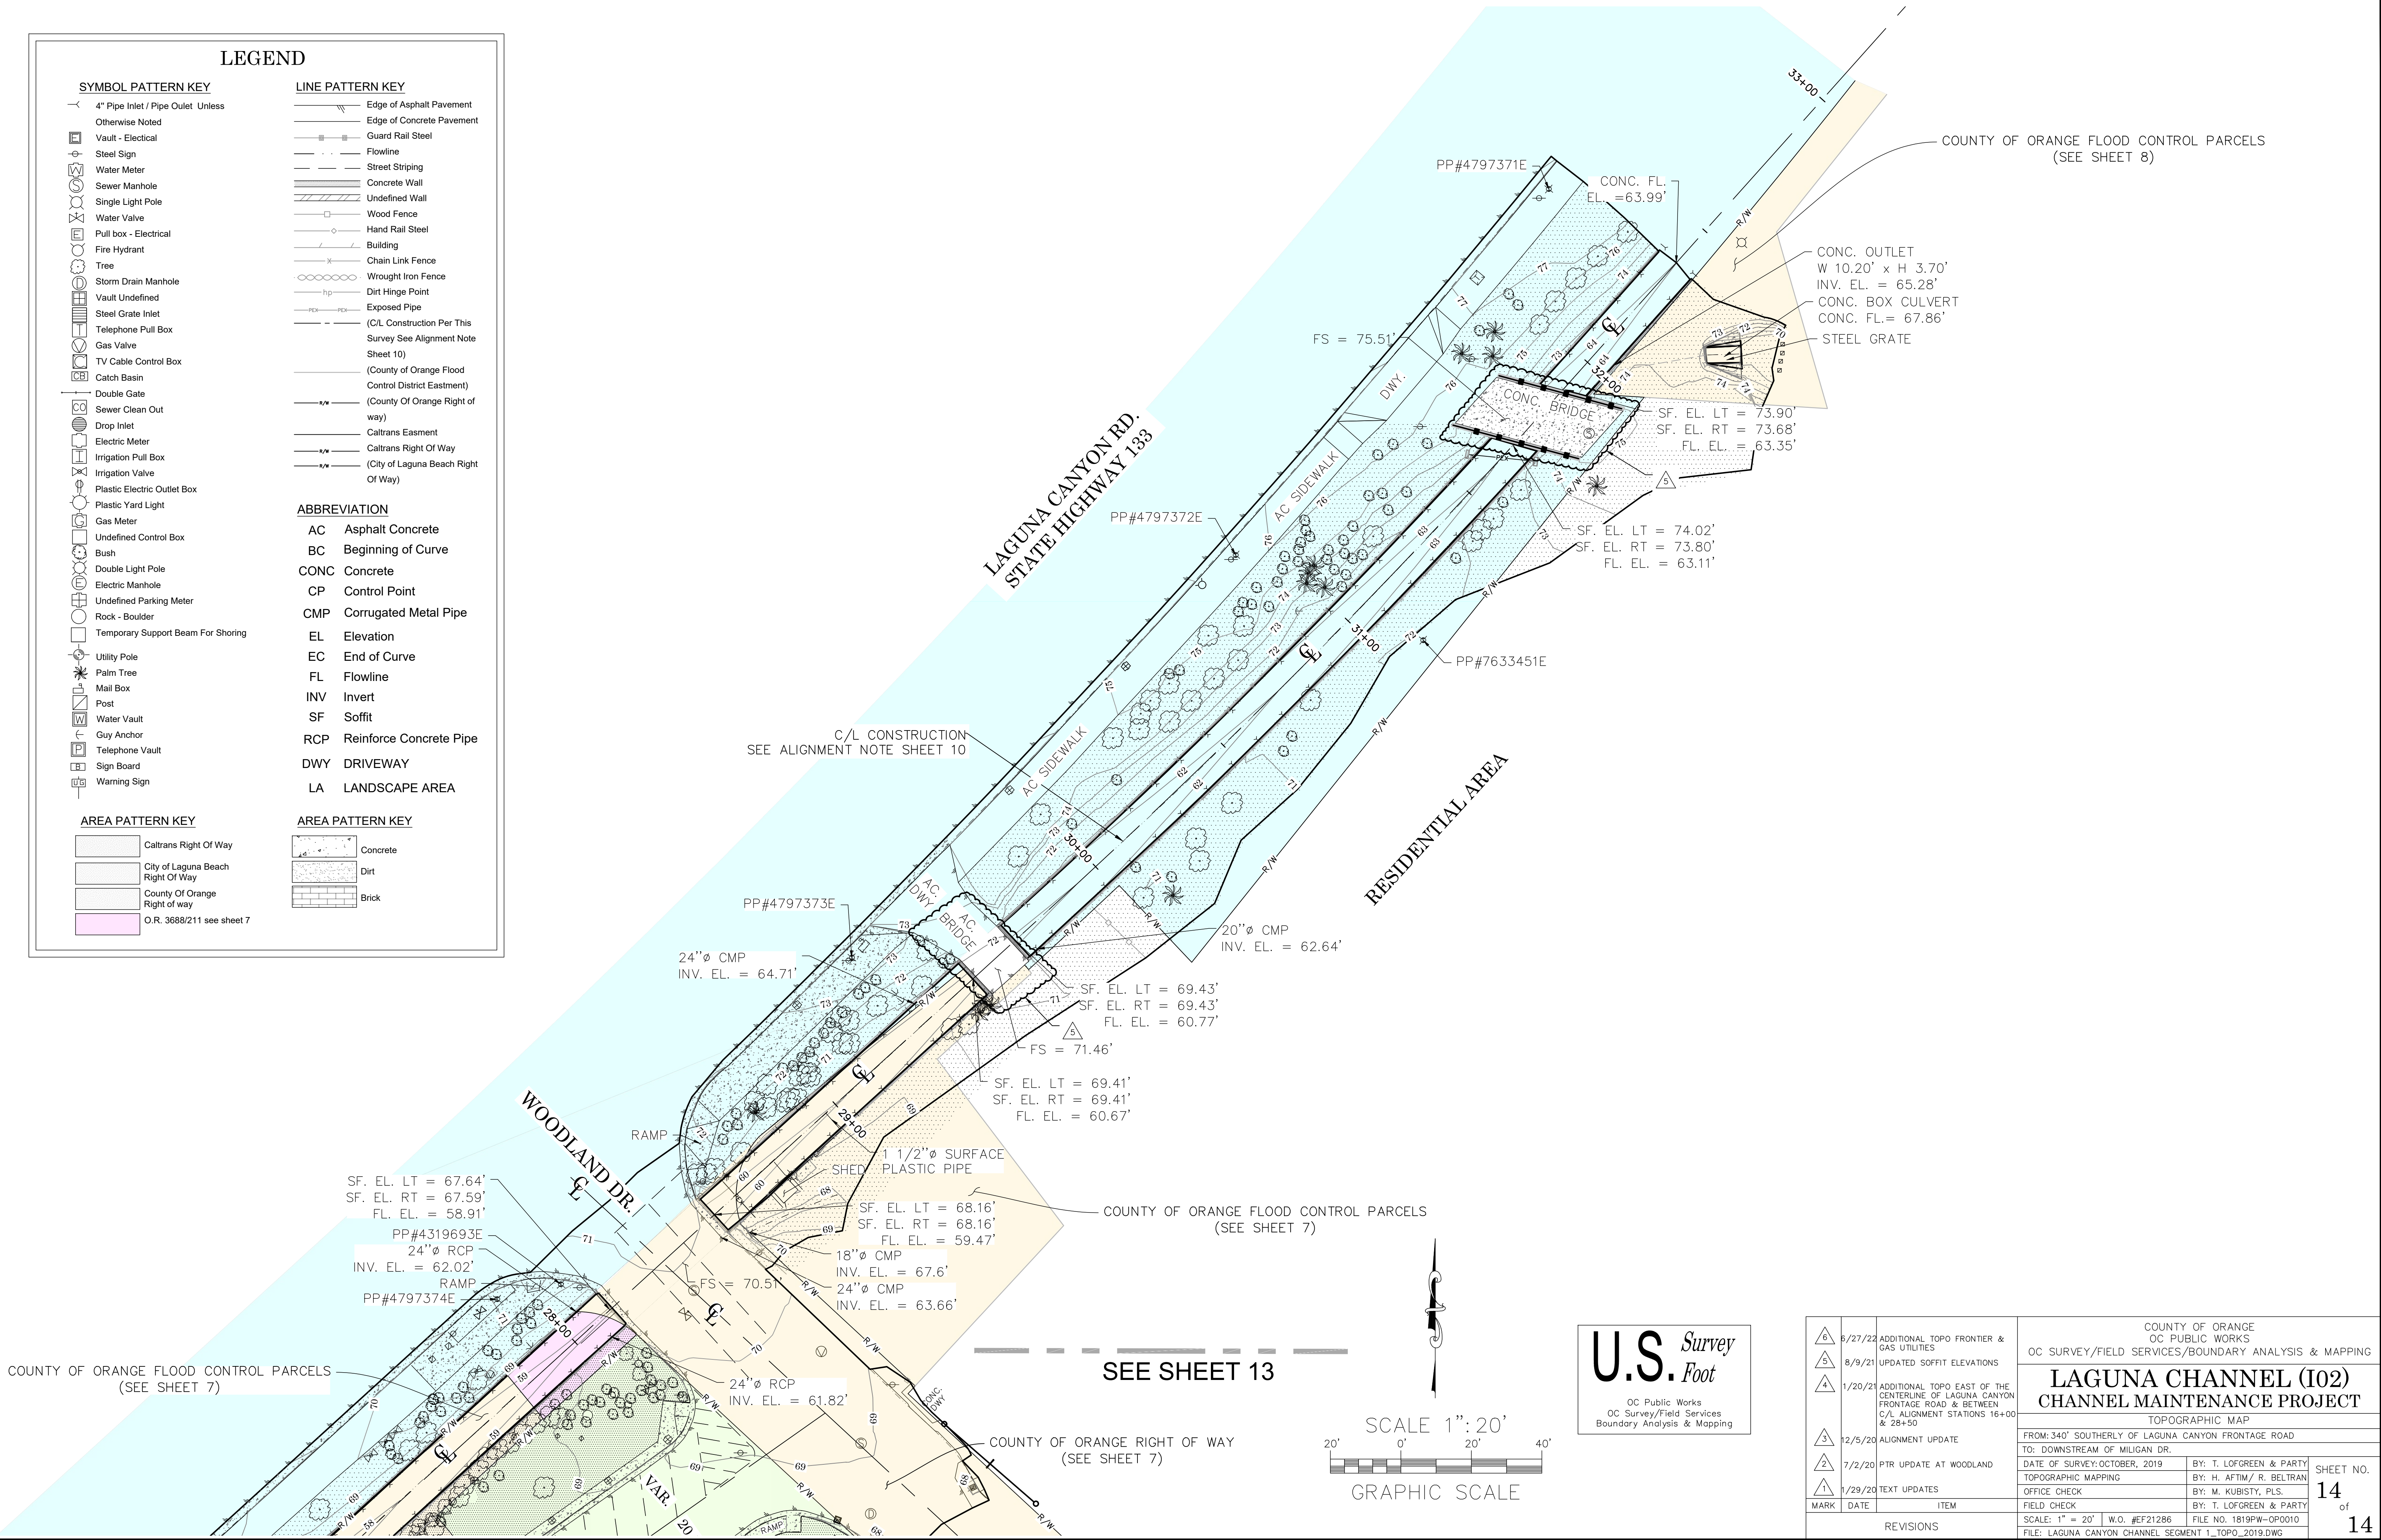 LEGEND
SYMBOL PATTERN KEY
4" Pipe Inlet / Pipe Oulet Unless
Otherwise Noted
Vault - Electical
Steel Sign
Water Meter
Sewer Manhole
Single Light Pole
Water Valve
Pull box - Electrical
Fire Hydrant
Tree
Storm Drain Manhole
Vault Undefined
Steel Grate Inlet
Telephone Pull Box
Gas Valve
TV Cable Control Box
Catch Basin
Double Gate
Sewer Clean Out
Drop Inlet
Electric Meter
Irrigation Pull Box
Irrigation Valve
Plastic Electric Outlet Box
Plastic Yard Light
Gas Meter
Undefined Control Box
Bush
Double Light Pole
Electric Manhole
Undefined Parking Meter
Rock - Boulder
Temporary Support Beam For Shoring
Utility Pole
Palm Tree
Mail Box
Post
Water Vault
Guy Anchor
Telephone Vault
Sign Board
Warning Sign
LINE PATTERN KEY
Edge of Asphalt Pavement
Edge of Concrete Pavement
Guard Rail Steel
Flowline
Street Striping
Concrete Wall
Undefined Wall
Wood Fence
Hand Rail Steel
Building
Chain Link Fence
Wrought Iron Fence
Dirt Hinge Point
Exposed Pipe
(C/L Construction Per This
Survey See Alignment Note
Sheet 10)
(County of Orange Flood
Control District Eastment)
(County Of Orange Right of
way)
Caltrans Easment
Caltrans Right Of Way
(City of Laguna Beach Right
Of Way)
ABBREVIATION
AC Asphalt Concrete
BC Beginning of Curve
CONC Concrete
CP Control Point
CMP Corrugated Metal Pipe
EL Elevation
EC End of Curve
FL Flowline
INV Invert
SF Soffit
RCP Reinforce Concrete Pipe
DWY DRIVEWAY
LA LANDSCAPE AREA
AREA PATTERN KEY
Caltrans Right Of Way
City of Laguna Beach
Right Of Way
County Of Orange
Right of way
O.R. 3688/211 see sheet 7
AREA PATTERN KEY
Concrete
Dirt
Brick
33+00
COUNTY OF ORANGE FLOOD CONTROL PARCELS
(SEE SHEET 8)
PP#4797371E
CONC. FL.
EL. =63.99'
R/W
CONC. OUTLET
W 10.20' x H 3.70'
INV. EL. = 65.28'
CONC. BOX CULVERT
CONC. FL.= 67.86'
STEEL GRATE
FS = 75.51'
DWY.
32+00
CONC. BRIDGE
SF. EL. LT = 73.90'
SF. EL. RT = 73.68'
FL. EL. = 63.35'
5
LAGUNA CANYON RD.
STATE HIGHWAY 133
AC SIDEWALK
PP#4797372E
SF. EL. LT = 74.02'
SF. EL. RT = 73.80'
FL. EL. = 63.11'
31+00
PP#7633451E
C/L CONSTRUCTION
SEE ALIGNMENT NOTE SHEET 10
AC SIDEWALK
RESIDENTIAL AREA
30+00
PP#4797373E
AC.
DWY
AC.
BRIDGE
20"ø CMP
INV. EL. = 62.64'
24"ø CMP
INV. EL. = 64.71'
SF. EL. LT = 69.43'
SF. EL. RT = 69.43'
FL. EL. = 60.77'
5
FS = 71.46'
SF. EL. LT = 69.41'
SF. EL. RT = 69.41'
FL. EL. = 60.67'
29+00
WOODLAND DR.
RAMP
1 1/2"ø SURFACE
PLASTIC PIPE
SHED
SF. EL. LT = 67.64'
SF. EL. RT = 67.59'
FL. EL. = 58.91'
PP#4319693E
24"ø RCP
INV. EL. = 62.02'
RAMP
PP#4797374E
SF. EL. LT = 68.16'
SF. EL. RT = 68.16'
FL. EL. = 59.47'
COUNTY OF ORANGE FLOOD CONTROL PARCELS
(SEE SHEET 7)
18"ø CMP
INV. EL. = 67.6'
24"ø CMP
INV. EL. = 63.66'
FS = 70.51'
28+00
COUNTY OF ORANGE FLOOD CONTROL PARCELS
(SEE SHEET 7)
24"ø RCP
INV. EL. = 61.82'
SEE SHEET 13
CONC.
DWY
COUNTY OF ORANGE RIGHT OF WAY
(SEE SHEET 7)
VAR.
20
RAMP
SCALE 1":20'
20' 0' 20' 40'
GRAPHIC SCALE
U.S. Survey
Foot
OC Public Works
OC Survey/Field Services
Boundary Analysis & Mapping
6 6/27/22 ADDITIONAL TOPO FRONTIER &
GAS UTILITIES
5 8/9/21 UPDATED SOFFIT ELEVATIONS
4 1/20/21 ADDITIONAL TOPO EAST OF THE
CENTERLINE OF LAGUNA CANYON
FRONTAGE ROAD & BETWEEN
C/L ALIGNMENT STATIONS 16+00
& 28+50
3 12/5/20 ALIGNMENT UPDATE
2 7/2/20 PTR UPDATE AT WOODLAND
1 1/29/20 TEXT UPDATES
MARK DATE ITEM
REVISIONS
COUNTY OF ORANGE
OC PUBLIC WORKS
OC SURVEY/FIELD SERVICES/BOUNDARY ANALYSIS & MAPPING
LAGUNA CHANNEL (I02)
CHANNEL MAINTENANCE PROJECT
TOPOGRAPHIC MAP
FROM: 340' SOUTHERLY OF LAGUNA CANYON FRONTAGE ROAD
TO: DOWNSTREAM OF MILIGAN DR.
DATE OF SURVEY: OCTOBER, 2019 BY: T. LOFGREEN & PARTY
TOPOGRAPHIC MAPPING BY: H. AFTIM/ R. BELTRAN
OFFICE CHECK BY: M. KUBISTY, PLS.
FIELD CHECK BY: T. LOFGREEN & PARTY
SCALE: 1" = 20' W.O. #EF21286 FILE NO. 1819PW-OP0010
FILE: LAGUNA CANYON CHANNEL SEGMENT 1_TOPO_2019.DWG
SHEET NO.
14
of
14